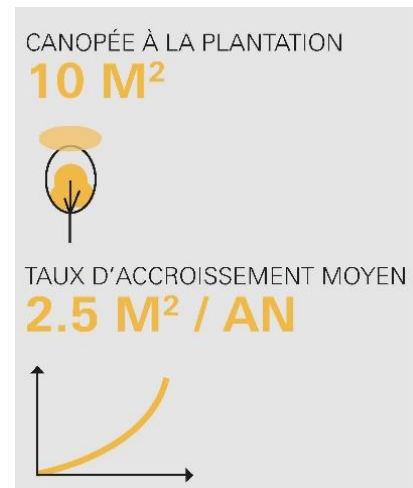 CANOPÉE À LA PLANTATION
10 M²
TAUX D'ACCROISSEMENT MOYEN
2.5 M² / AN